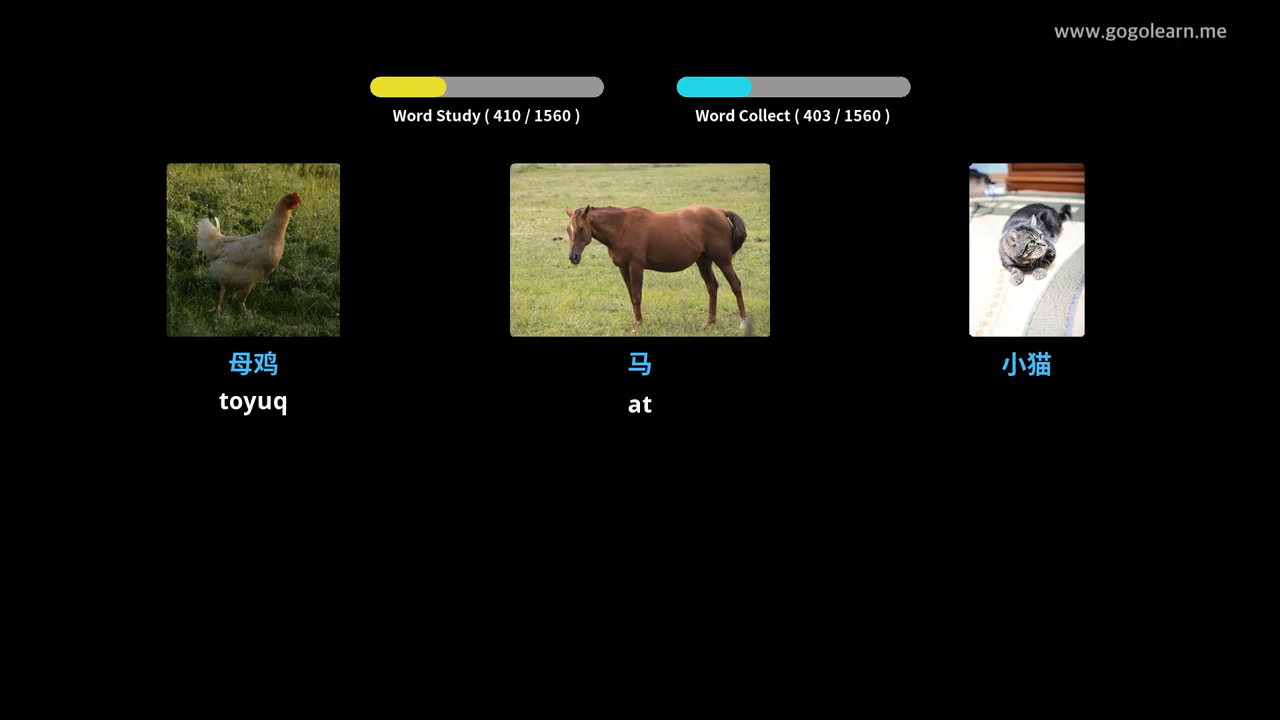 www.gogolearn.me
Word Study ( 410 / 1560 )
Word Collect ( 403 / 1560 )
母鸡
马
小猫
toyuq
at